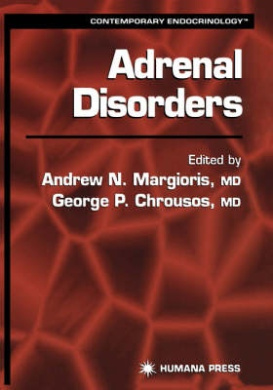 CONTEMPORARY ENDOCRINOLOGY™
Adrenal
Disorders
Edited by
Andrew N. Margioris, MD
George P. Chrousos, MD
HUMANA PRESS